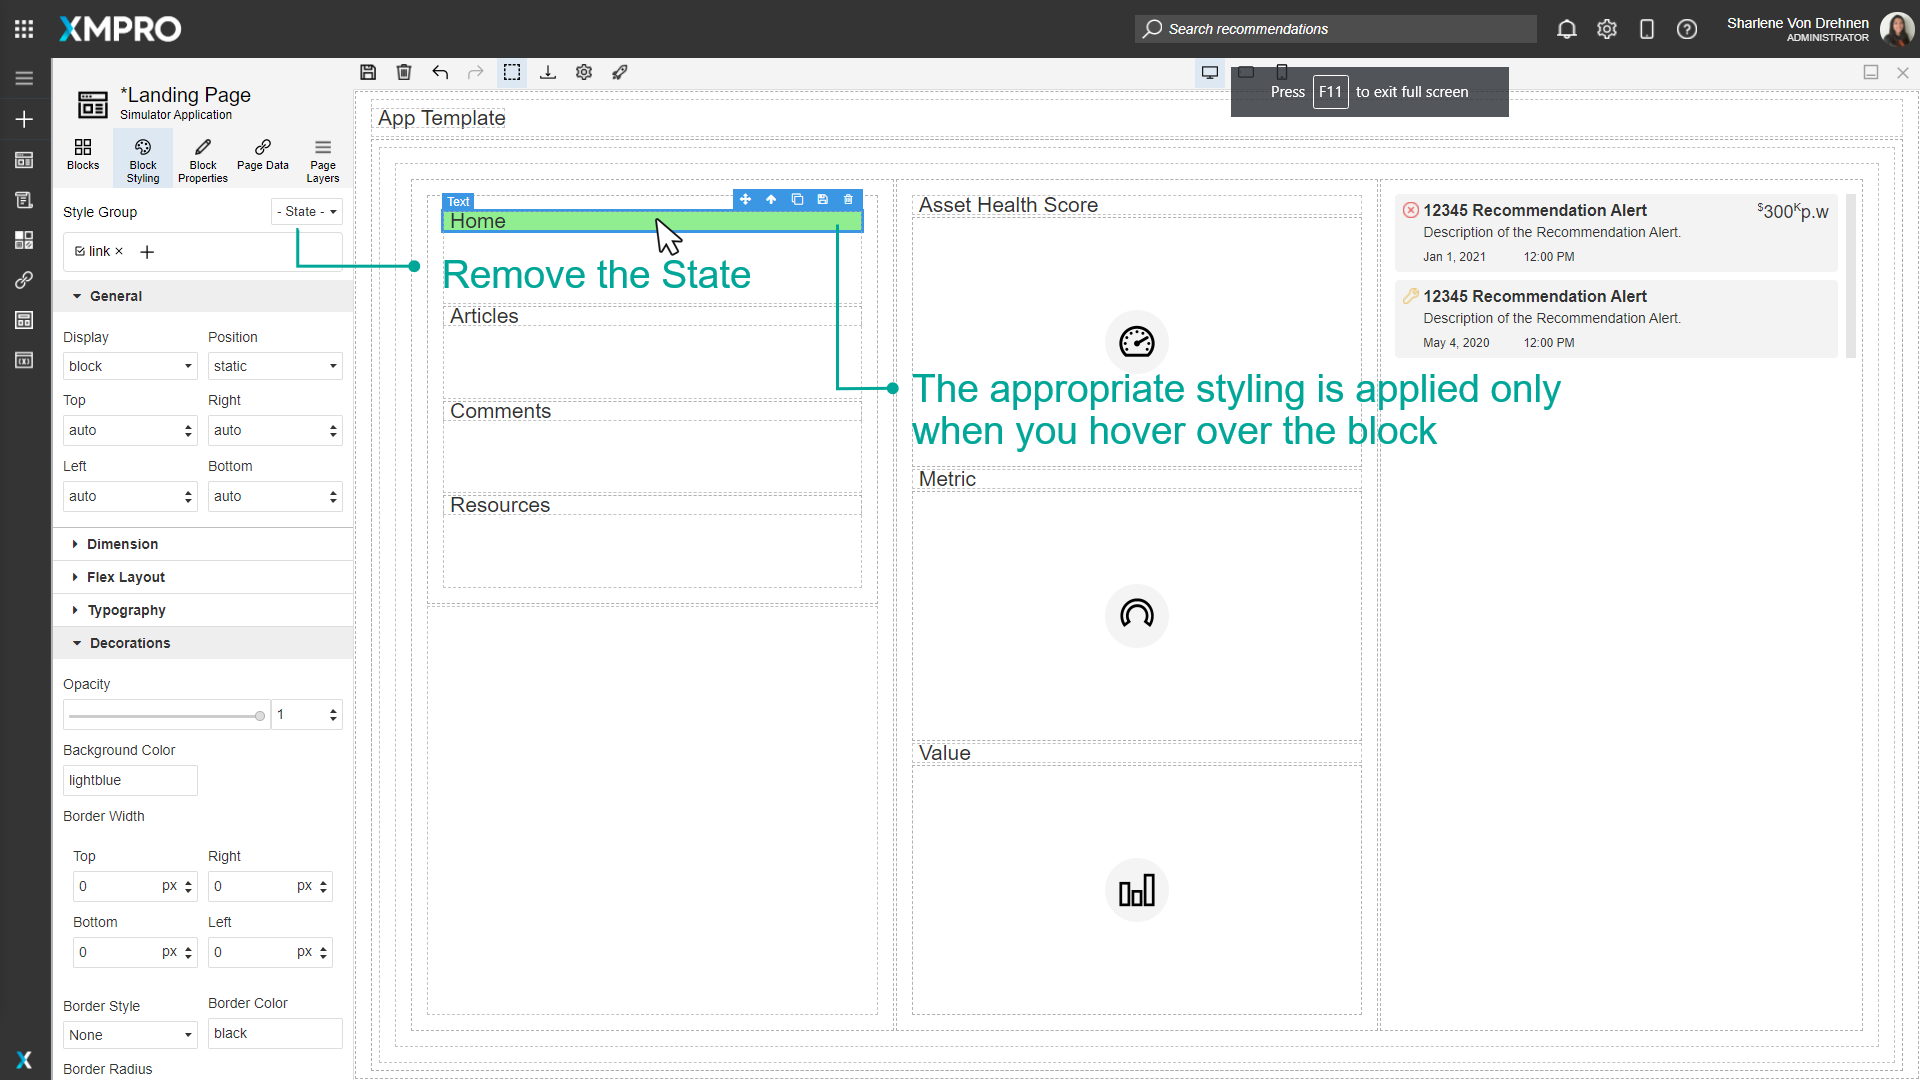 XMPRO
Search recommendations
Sharlene Von Drehnen
ADMINISTRATOR
*Landing Page
Simulator Application
Blocks
Block Styling
Block Properties
Page Data
Page Layers
Press F11 to exit full screen
Style Group
- State -
link
General
Display
Position
block
static
Top
Right
auto
auto
Left
Bottom
auto
auto
Dimension
Flex Layout
Typography
Decorations
Opacity
1
Background Color
lightblue
Border Width
Top
Right
0 px
0 px
Bottom
Left
0 px
0 px
Border Style
Border Color
None
black
Border Radius
App Template
Text
Home
Remove the State
Articles
Comments
Resources
Asset Health Score
The appropriate styling is applied only
when you hover over the block
Metric
Value
12345 Recommendation Alert
$300Kp.w
Description of the Recommendation Alert.
Jan 1, 2021 12:00 PM
12345 Recommendation Alert
Description of the Recommendation Alert.
May 4, 2020 12:00 PM